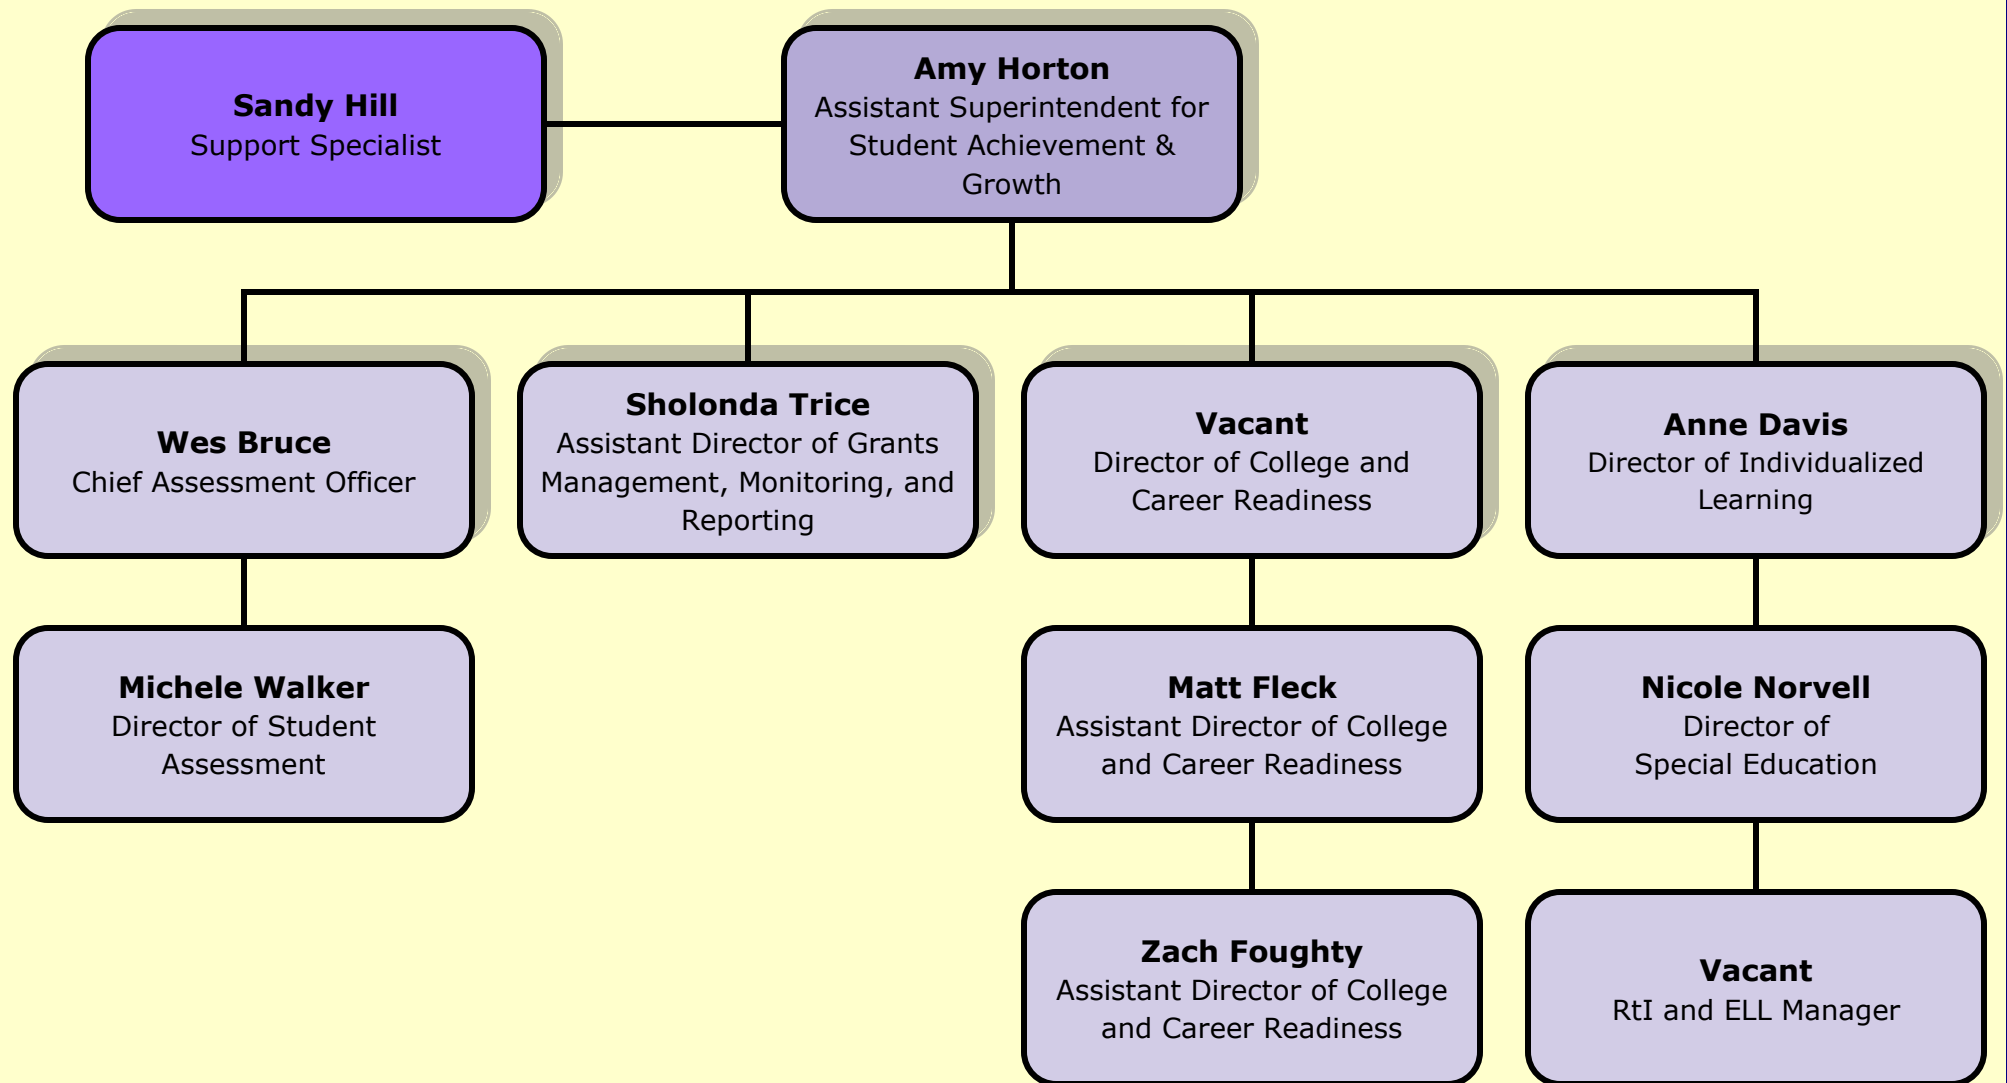 Sandy Hill
Support Specialist
Amy Horton
Assistant Superintendent for
Student Achievement &
Growth
Wes Bruce
Chief Assessment Officer
Sholonda Trice
Assistant Director of Grants
Management, Monitoring, and
Reporting
Vacant
Director of College and
Career Readiness
Anne Davis
Director of Individualized
Learning
Michele Walker
Director of Student
Assessment
Matt Fleck
Assistant Director of College
and Career Readiness
Nicole Norvell
Director of
Special Education
Zach Foughty
Assistant Director of College
and Career Readiness
Vacant
RtI and ELL Manager